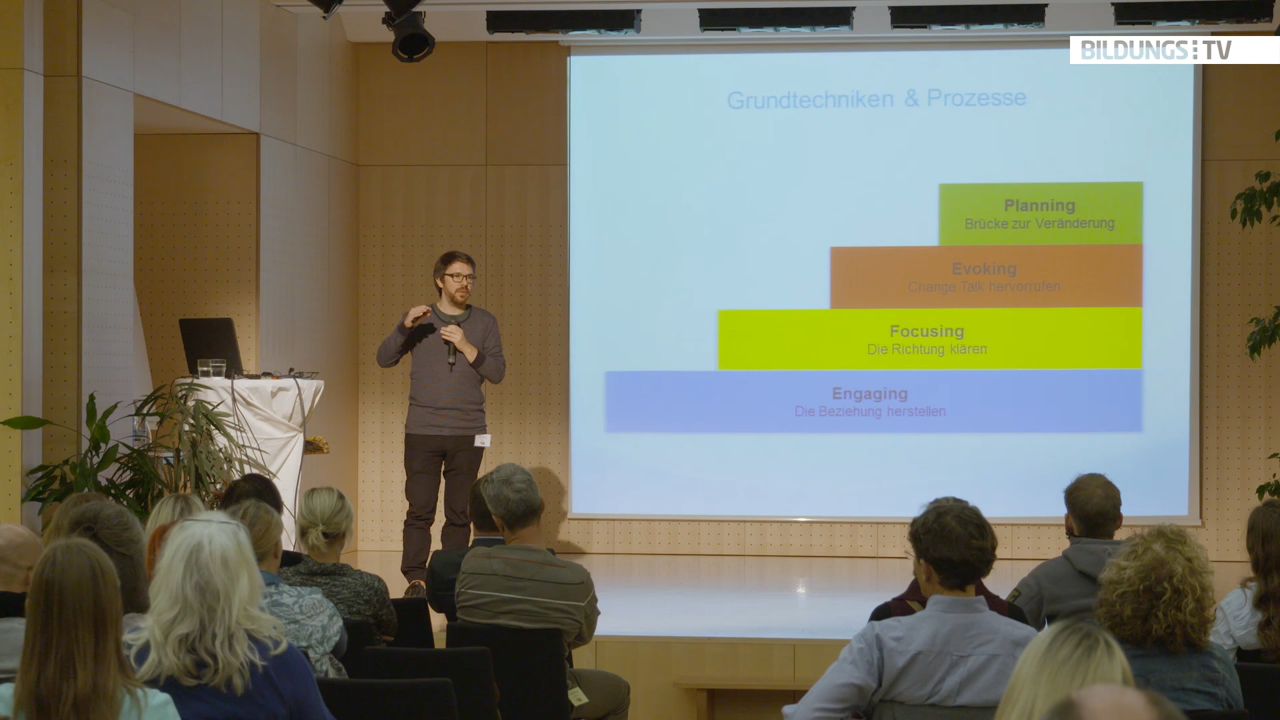 BILDUNGS TV
Grundtechniken & Prozesse
Planning
Brücke zur Veränderung
Evoking
Change Talk hervorrufen
Focusing
Die Richtung klären
Engaging
Die Beziehung herstellen